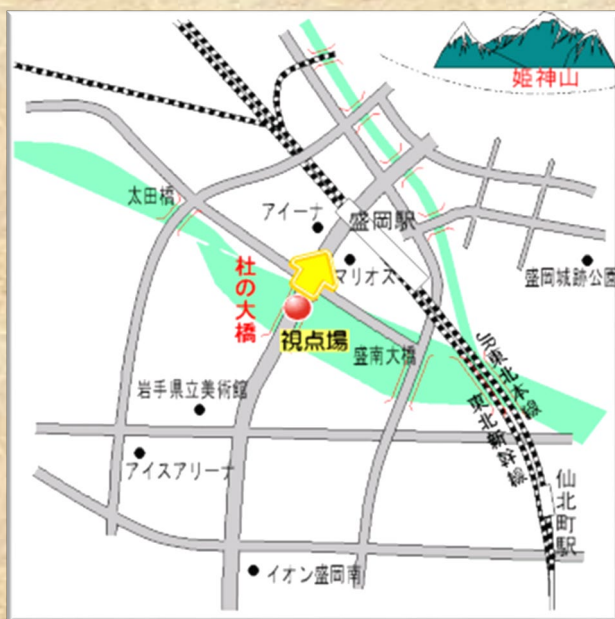 姫神山
太田橋
アイーナ
盛岡駅
マリオス
盛岡城跡公園
杜の大橋
視点場
盛南大橋
JR東北本線
東北新幹線
岩手県立美術館
アイスアリーナ
仙北町駅
イオン盛岡南